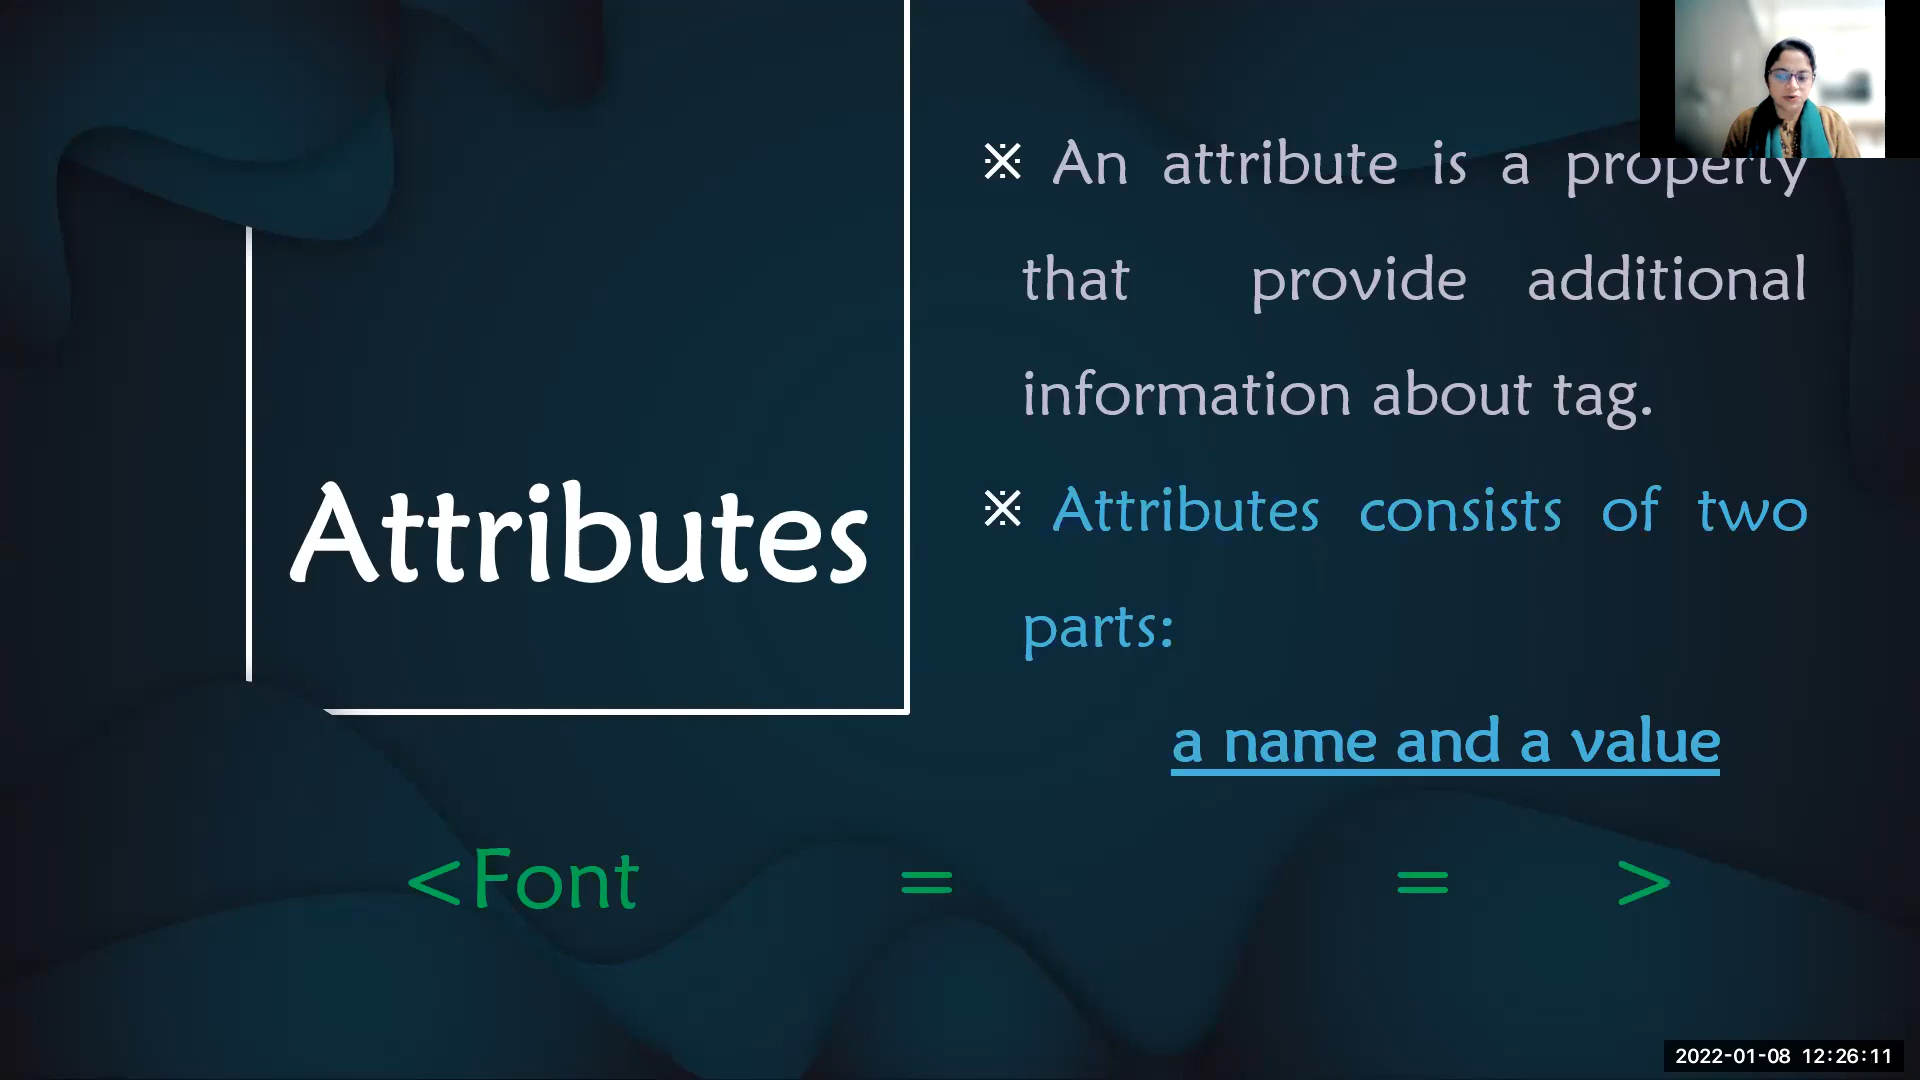 Attributes
※ An attribute is a property
that provide additional
information about tag.
※ Attributes consists of two
parts:
a name and a value
<Font = = >
2022-01-08 12:26:11